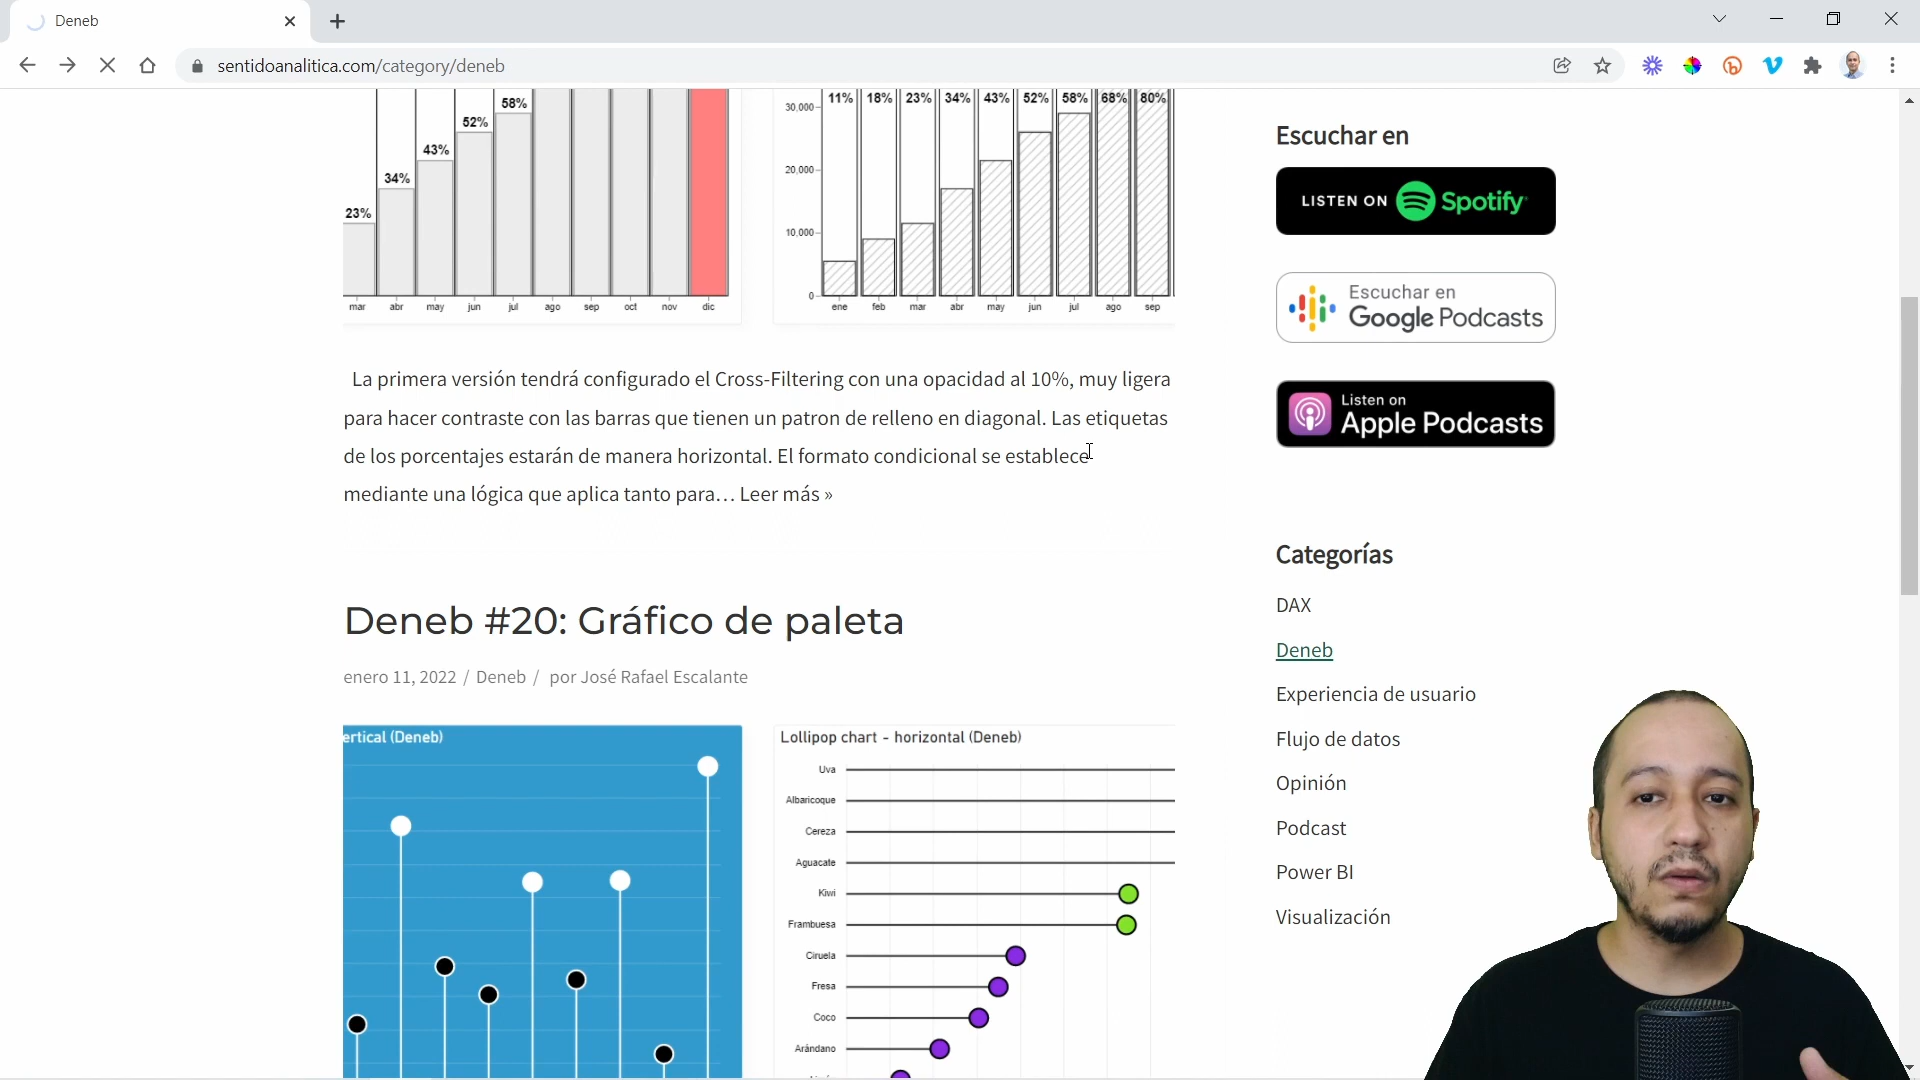 Deneb
sentidoanalitica.com/category/deneb
23%
34%
43%
52%
58%
mar abr may jun jul ago sep oct nov dic
30,000
20,000
10,000
0
11% 18% 23% 34% 43% 52% 58% 68% 80%
ene feb mar abr may jun jul ago sep
La primera versión tendrá configurado el Cross-Filtering con una opacidad al 10%, muy ligera
para hacer contraste con las barras que tienen un patron de relleno en diagonal. Las etiquetas
de los porcentajes estarán de manera horizontal. El formato condicional se establece
mediante una lógica que aplica tanto para… Leer más »
Deneb #20: Gráfico de paleta
enero 11, 2022 / Deneb / por José Rafael Escalante
ertical (Deneb)
Lollipop chart - horizontal (Deneb)
Uva
Albaricoque
Cereza
Aguacate
Kiwi
Frambuesa
Ciruela
Fresa
Coco
Arándano
Escuchar en
LISTEN ON Spotify
Escuchar en
Google Podcasts
Listen on
Apple Podcasts
Categorías
DAX
Deneb
Experiencia de usuario
Flujo de datos
Opinión
Podcast
Power BI
Visualización